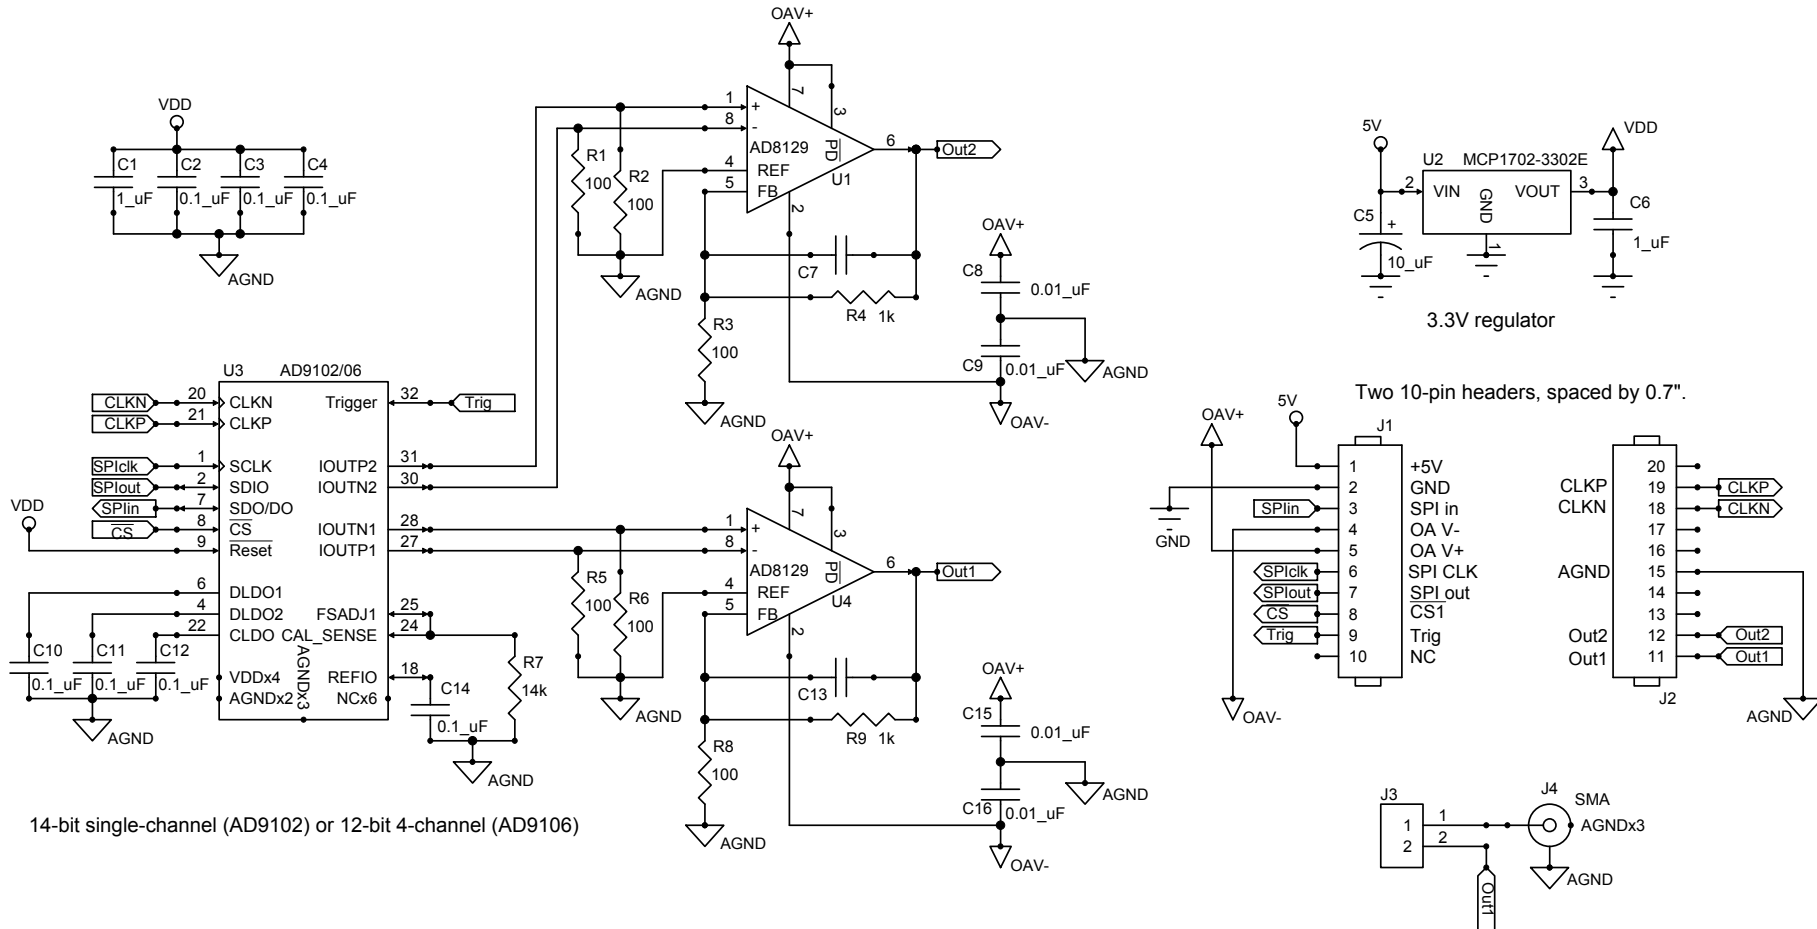 OAV+
7
3
1
+
8
-
AD8129
PD
6
Out2
4
REF
U1
5
FB
2
VDD
C1
C2
C3
C4
1_uF
0.1_uF
0.1_uF
0.1_uF
AGND
R1
100
R2
100
AGND
C7
R4 1k
R3
100
AGND
OAV+
C8
0.01_uF
C9
0.01_uF
AGND
OAV-
5V
VDD
U2 MCP1702-3302E
2
VIN
GND
VOUT
3
1
C5
+
10_uF
C6
1_uF
3.3V regulator
U3 AD9102/06
CLKN
20
CLKN
Trigger
32
Trig
CLKP
21
CLKP
SPIclk
1
SCLK
IOUTP2
31
SPIout
2
SDIO
IOUTN2
30
SPIin
7
SDO/DO
CS
8
CS
IOUTN1
28
VDD
9
Reset
IOUTP1
27
6
DLDO1
4
DLDO2
FSADJ1
25
22
CLDO
CAL_SENSE
24
AGNDx3
VDDx4
REFIO
18
AGNDx2
NCx6
C10
0.1_uF
C11
0.1_uF
C12
0.1_uF
AGND
C14
0.1_uF
R7
14k
AGND
14-bit single-channel (AD9102) or 12-bit 4-channel (AD9106)
OAV+
7
3
1
+
8
-
AD8129
PD
6
Out1
4
REF
U4
5
FB
2
R5
100
R6
100
AGND
C13
R9 1k
R8
100
AGND
OAV+
C15
0.01_uF
C16
0.01_uF
AGND
OAV-
Two 10-pin headers, spaced by 0.7".
OAV+
5V
J1
1
+5V
2
GND
SPIin
3
SPI in
4
OA V-
5
OA V+
SPIclk
6
SPI CLK
SPIout
7
SPI out
CS
8
CS1
Trig
9
Trig
10
NC
GND
OAV-
20
CLKP
19
CLKP
CLKN
18
CLKN
17
16
AGND
15
14
13
Out2
12
Out2
Out1
11
Out1
J2
AGND
J3
1
1
2
2
J4
SMA
AGNDx3
AGND
Out1